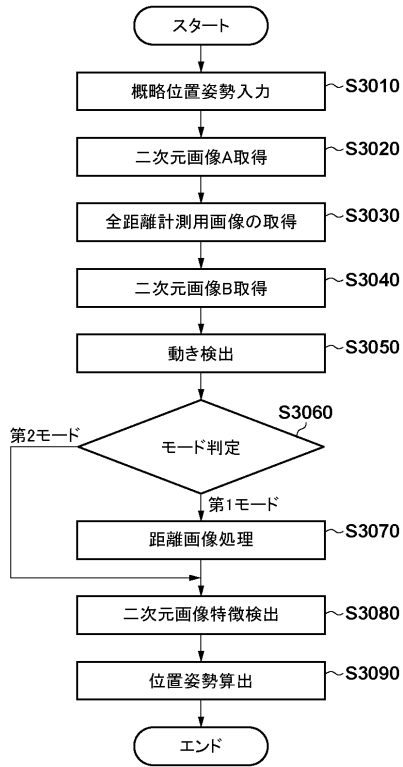 スタート
概略位置姿勢入力
S3010
二次元画像A取得
S3020
全距離計測用画像の取得
S3030
二次元画像B取得
S3040
動き検出
S3050
S3060
第2モード
モード判定
第1モード
距離画像処理
S3070
二次元画像特徴検出
S3080
位置姿勢算出
S3090
エンド